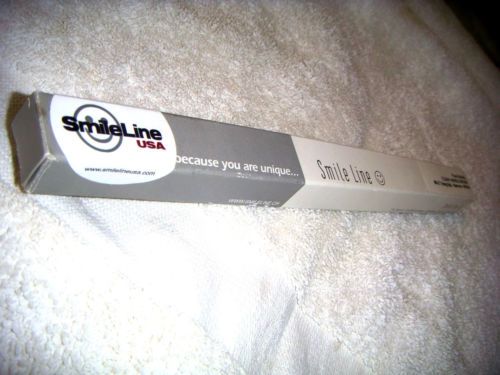 SmileLine
USA
www.smilelineusa.com
because you are unique...
Smile Line